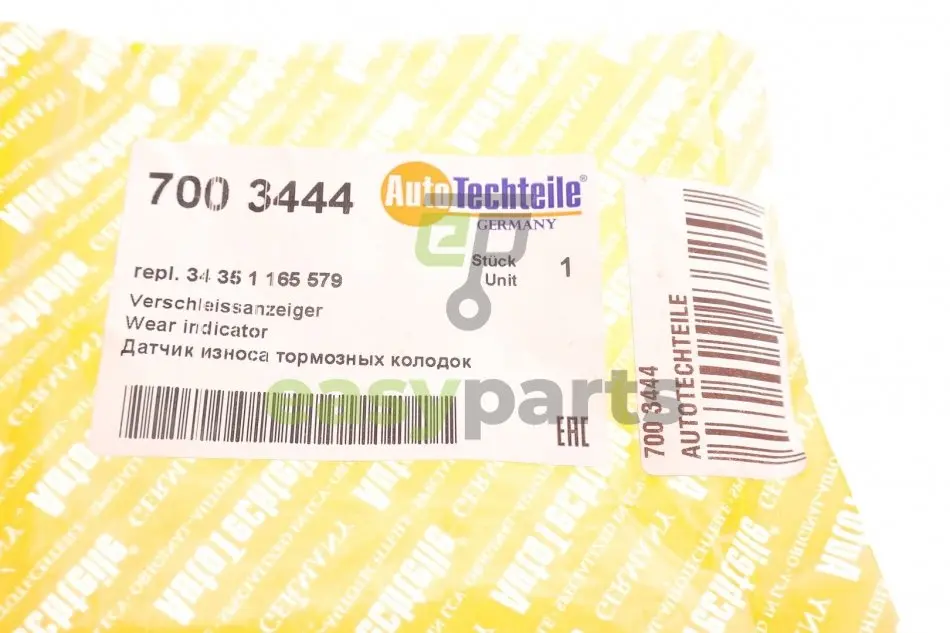 700 3444
AutoTechteile®
GERMANY
repl. 34 35 1 165 579
Stück
Unit
1
Verschleissanzeiger
Wear indicator
Датчик износа тормозных колодок
EAC
easyparts
700 3444
AUTOTECHTEILE